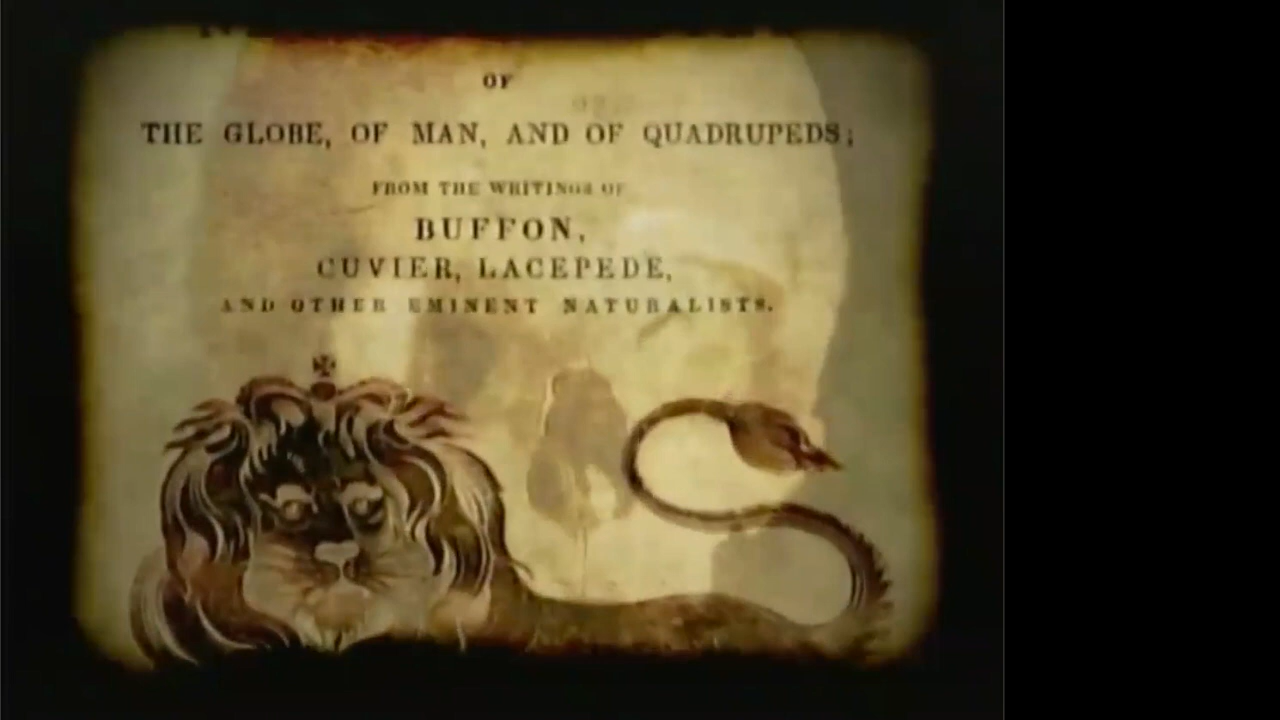 OF
THE GLOBE, OF MAN, AND OF QUADRUPEDS;
FROM THE WRITINGS OF
BUFFON,
CUVIER, LACEPEDE,
AND OTHER EMINENT NATURALISTS.